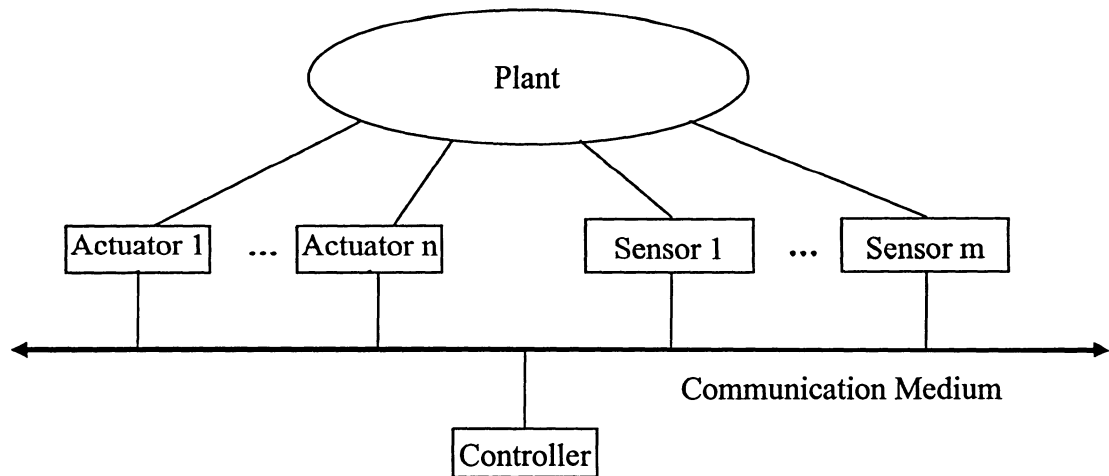 Plant
Actuator 1 ... Actuator n Sensor 1 ... Sensor m
Communication Medium
Controller